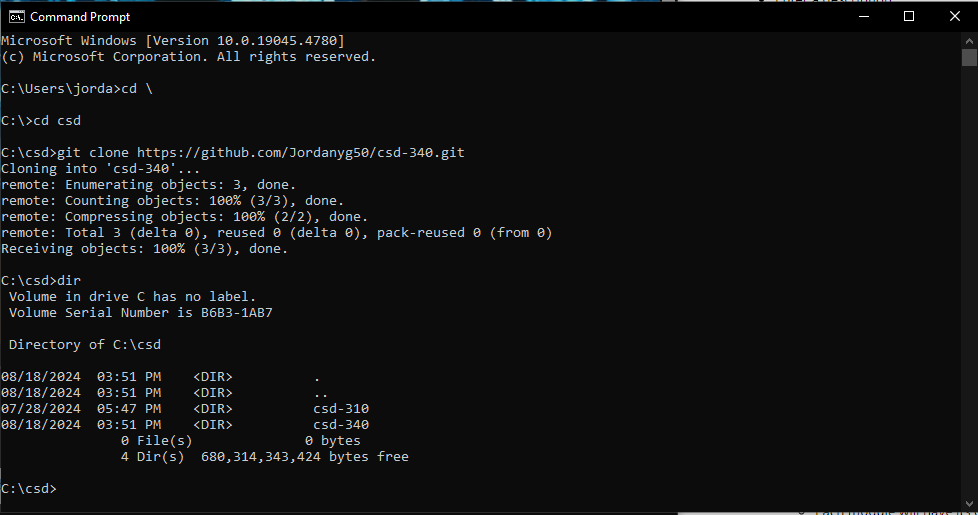 Command Prompt
Microsoft Windows [Version 10.0.19045.4780]
(c) Microsoft Corporation. All rights reserved.
C:\Users\jorda>cd \
C:\>cd csd
C:\csd>git clone https://github.com/Jordanyg50/csd-340.git
Cloning into 'csd-340'...
remote: Enumerating objects: 3, done.
remote: Counting objects: 100% (3/3), done.
remote: Compressing objects: 100% (2/2), done.
remote: Total 3 (delta 0), reused 0 (delta 0), pack-reused 0 (from 0)
Receiving objects: 100% (3/3), done.
C:\csd>dir
 Volume in drive C has no label.
 Volume Serial Number is B6B3-1AB7
 Directory of C:\csd
08/18/2024  03:51 PM    <DIR>          .
08/18/2024  03:51 PM    <DIR>          ..
07/28/2024  05:47 PM    <DIR>          csd-310
08/18/2024  03:51 PM    <DIR>          csd-340
               0 File(s)              0 bytes
               4 Dir(s)  680,314,343,424 bytes free
C:\csd>